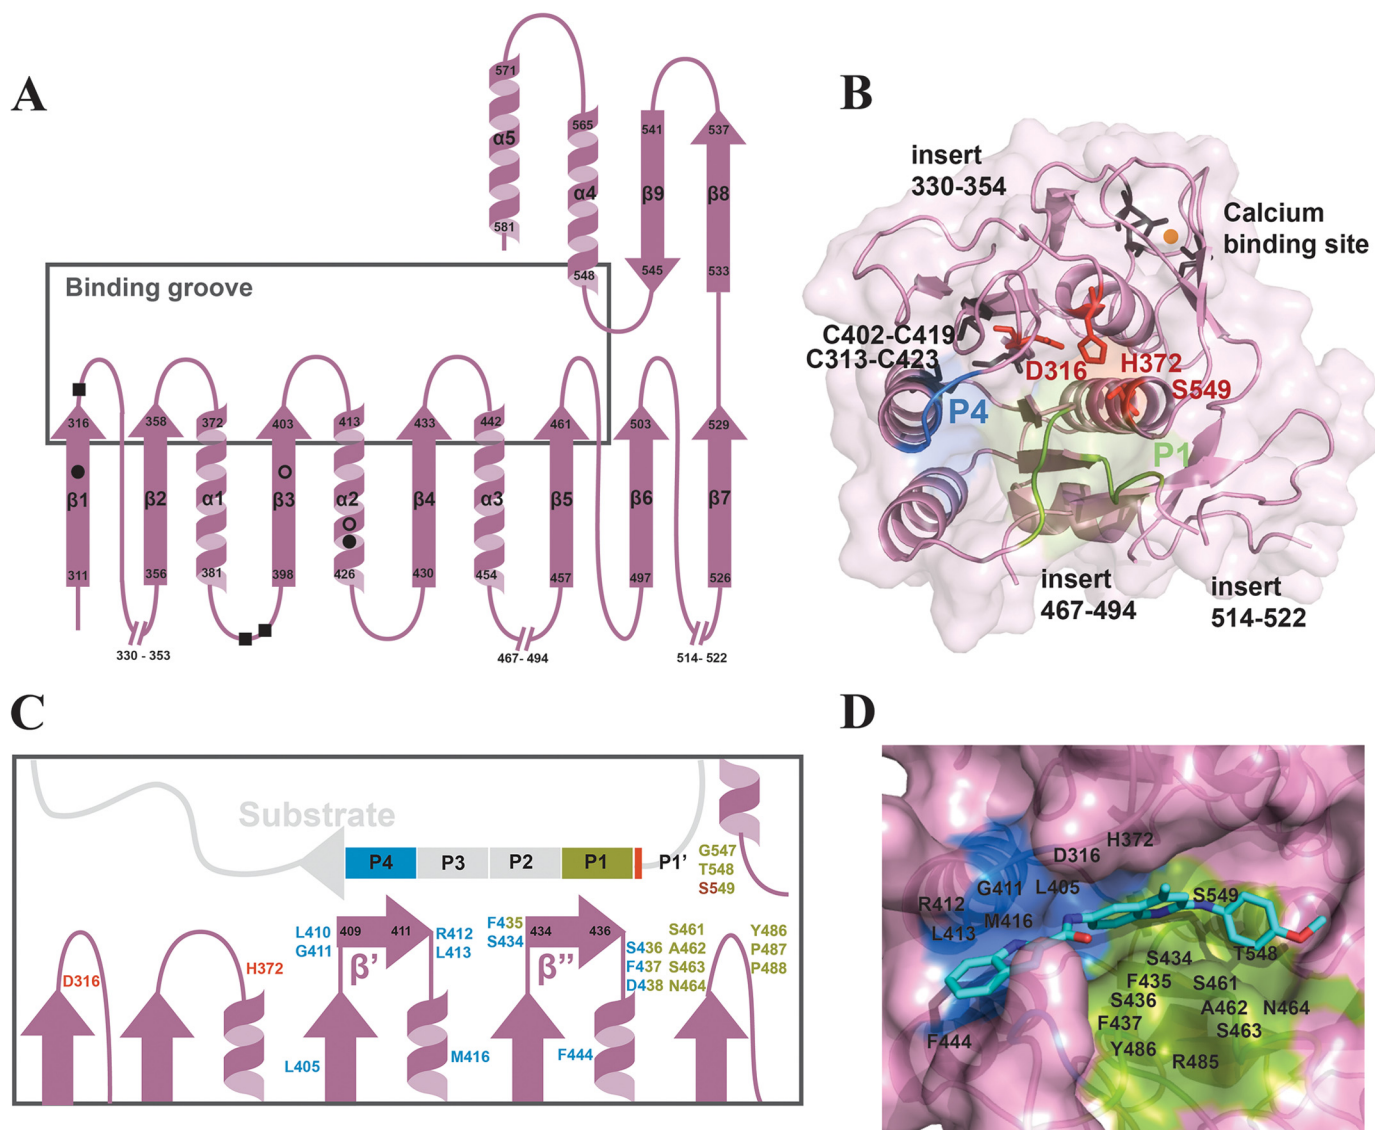 A
571
α5
581
565
α4
548
541
β9
545
537
β8
533
Binding groove
316
358
372
403
413
433
442
461
503
529
β1
β2
α1
β3
α2
β4
α3
β5
β6
β7
311
356
381
398
426
430
454
457
497
526
330 - 353
467- 494
514- 522
B
insert
330-354
Calcium
binding site
C402-C419
C313-C423
D316
H372
S549
P4
P1
insert
467-494
insert
514-522
C
Substrate
P4
P3
P2
P1
P1’
G547
T548
S549
L410
G411
409
411
R412
L413
β’
F435
S434
434
436
β’’
S436
F437
D438
S461
A462
S463
N464
Y486
P487
P488
D316
H372
L405
M416
F444
D
H372
D316
G411
L405
R412
M416
L413
S549
T548
S434
F435
S461
S436
A462
N464
F437
S463
Y486
R485
F444